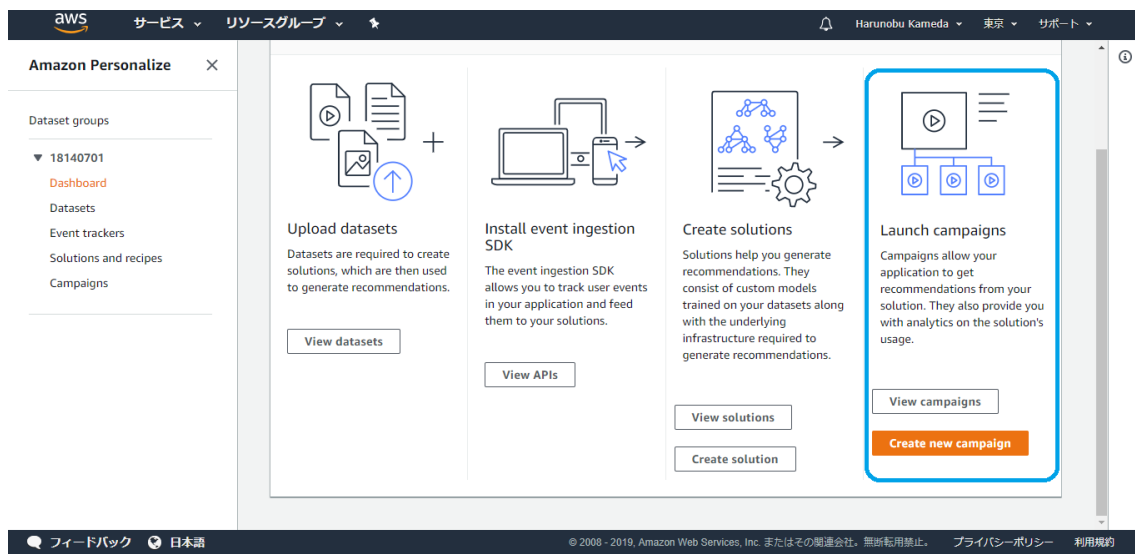 aws サービス リソースグループ Harunobu Kameda 東京 サポート
Amazon Personalize
Dataset groups
18140701
Dashboard
Datasets
Event trackers
Solutions and recipes
Campaigns
Upload datasets
Datasets are required to create
solutions, which are then used
to generate recommendations.
View datasets
Install event ingestion
SDK
The event ingestion SDK
allows you to track user events
in your application and feed
them to your solutions.
View APIs
Create solutions
Solutions help you generate
recommendations. They
consist of custom models
trained on your datasets along
with the underlying
infrastructure required to
generate recommendations.
View solutions
Create solution
Launch campaigns
Campaigns allow your
application to get
recommendations from your
solution. They also provide you
with analytics on the solution's
usage.
View campaigns
Create new campaign
フィードバック 日本語 © 2008 - 2019, Amazon Web Services, Inc. またはその関連会社。無断転用禁止。 プライバシーポリシー 利用規約